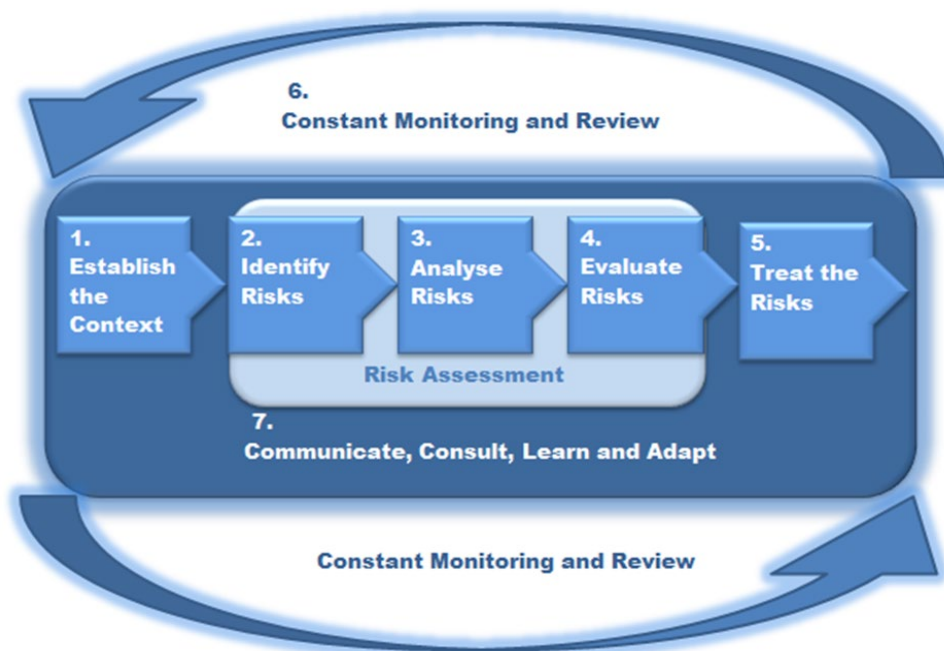 6.
Constant Monitoring and Review
1.
Establish
the
Context
2.
Identify
Risks
3.
Analyse
Risks
4.
Evaluate
Risks
5.
Treat the
Risks
Risk Assessment
7.
Communicate, Consult, Learn and Adapt
Constant Monitoring and Review